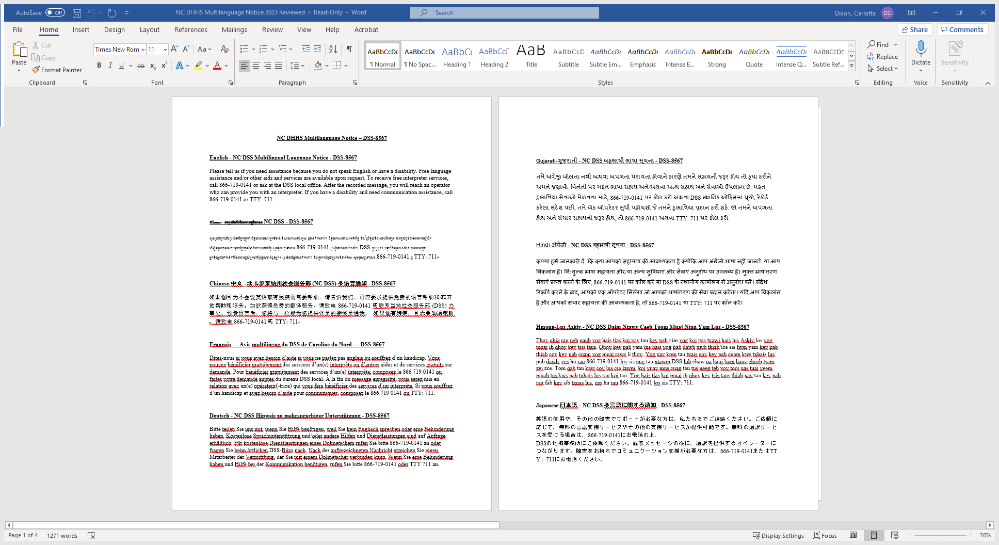 AutoSave Off
NC DHHS Multilanguage Notice 2023 Reviewed - Read-Only - Word
Search
Dixon, Carlotta DC
File Home Insert Design Layout References Mailings Review View Help Acrobat
Share Comments
Paste
Cut
Copy
Format Painter
Clipboard
Times New Rom 11
Font
Paragraph
AaBbCcDc AaBbCcDc AaBbCc AaBbCcD AaB AaBbCcD AaBbCcDc AaBbCcDc AaBbCcDc AaBbCcDc AaBbCcDc AaBbCcDc AABBCCDE
¶ Normal ¶ No Spac... Heading 1 Heading 2 Title Subtitle Subtle Em... Emphasis Intense E... Strong Quote Intense Q... Subtle Ref...
Styles
Find
Replace
Select
Editing
Dictate
Voice
Sensitivity
Sensitivity
NC DHHS Multilanguage Notice – DSS-8567
English - NC DSS Multilingual Language Notice - DSS-8567
Please tell us if you need assistance because you do not speak English or have a disability. Free language
assistance and/or other aids and services are available upon request. To receive free interpreter services,
call 866-719-0141 or ask at the DSS local office. After the recorded message, you will reach an operator
who can provide you with an interpreter. If you have a disability and need communication assistance, call
866-719-0141 or TTY: 711.
Khmer- NC DSS - DSS-8567
866-719-0141 DSS
866-719-0141 TTY: 711
Chinese-中文 - 北卡罗来纳州社会服务部 (NC DSS) 多语言通知 - DSS-8567
如果您因为不会说英语或有残疾而需要帮助，请告诉我们。可应要求提供免费的语言帮助和/或其
他帮助和服务。如欲获得免费的翻译服务，请致电 866-719-0141 或联系当地社会服务部 (DSS) 办
事处。预录留言后，您将与一位能为您提供译员的接线员通话。 如果您有残疾，且需要沟通帮助
，请致电 866-719-0141 或 TTY: 711。
Français — Avis multilingue du DSS de Caroline du Nord — DSS-8567
Dites-nous si vous avez besoin d’aide si vous ne parlez pas anglais ou souffrez d’un handicap. Vous
pouvez bénéficier gratuitement des services d’un(e) interprète ou d’autres aides et de services gratuits sur
demande. Pour bénéficier gratuitement des services d’un(e) interprète, composez le 866 719 0141 ou
faites votre demande auprès du bureau DSS local. À la fin du message enregistré, vous serez mis en
relation avec un(e) opérateur(-trice) qui vous fera bénéficier des services d’un interprète. Si vous souffrez
d’un handicap et avez besoin d’aide pour communiquer, composez le 866 719 0141 ou TTY: 711.
Deutsch - NC DSS Hinweis zu mehrsprachiger Unterstützung - DSS-8567
Bitte teilen Sie uns mit, wenn Sie Hilfe benötigen, weil Sie kein Englisch sprechen oder eine Behinderung
haben. Kostenlose Sprachunterstützung und/oder andere Hilfen und Dienstleistungen sind auf Anfrage
erhältlich. Für kostenlose Dienstleistungen eines Dolmetschers rufen Sie bitte 866-719-0141 an oder
fragen Sie beim örtlichen DSS-Büro nach. Nach der aufgezeichneten Nachricht erreichen Sie einen
Mitarbeiter der Vermittlung, der Sie mit einem Dolmetscher verbinden kann. Wenn Sie eine Behinderung
haben und Hilfe bei der Kommunikation benötigen, rufen Sie bitte 866-719-0141 oder TTY 711 an.
Gujarati-ગુજરાતી - NC DSS બહુભાષી ભાષા સૂચના - DSS-8567
તમે અંગ્રેજી બોલતા નથી અથવા અપંગતા ધરાવતા હોવાને કારણે તમને સહાયની જરૂર હોય તો કૃપા કરીને
અમને જણાવો. વિનંતી પર મફત ભાષા સહાય અને/અથવા અન્ય સહાય અને સેવાઓ ઉપલબ્ધ છે. મફત
દુભાષિયા સેવાઓ મેળવવા માટે, 866-719-0141 પર કૉલ કરો અથવા DSS સ્થાનિક ઑફિસમાં પૂછો. રેકોર્ડ
કરેલા સંદેશ પછી, તમે એક ઓપરેટર સુધી પહોંચશો જે તમને દુભાષિયા પ્રદાન કરી શકે. જો તમને અપંગતા
હોય અને સંચાર સહાયની જરૂર હોય, તો 866-719-0141 અથવા TTY: 711 પર કૉલ કરો.
Hindi-अंग्रेजी - NC DSS बहुभाषी सूचना - DSS-8567
कृपया हमें जानकारी दें कि क्या आपको सहायता की आवश्यकता है क्योंकि आप अंग्रेजी भाषा नहीं जानते या आप
विकलांग हैं। नि:शुल्क भाषा सहायता और/या अन्य सुविधाएं और सेवाएं अनुरोध पर उपलब्ध हैं। मुफ्त भाषांतरण
सेवाएं प्राप्त करने के लिए, 866-719-0141 पर कॉल करें या DSS के स्थानीय कार्यालय से अनुरोध करें। संदेश
रिकॉर्ड करने के बाद, आपको एक ऑपरेटर मिलेगा जो आपको भाषांतरण की सेवा प्रदान करेगा। यदि आप विकलांग
हैं और आपको संचार सहायता की आवश्यकता है, तो 866-719-0141 या TTY: 711 पर कॉल करें।
Hmong-Lus Askiv - NC DSS Daim Ntawv Ceeb Toom Muai Ntau Yam Lus - DSS-8567
Thov qhia rau peb paub yog hais tias koj xav tau kev pab vim yog koj tsis txawj hais lus Askiv los yog
muaj ib qhov kev tsis taus. Qhov kev pab yam lus hais yog pab dawb xwb thiab/los sis lwm yam kev pab
thiab cov kev pab cuam yog muaj raws li thov. Yog xav kom tau txais cov kev pab cuam kws txhais lus
pub dawb, ces hu rau 866-719-0141 los sis nug tau ntawm DSS lub chaw ua hauj lwm hauv cheeb tsam
zej zos. Tom qab tau kaw cov lus cia lawm, koj yuav mus cuag tau tus neeg teb xov tooj uas tuaj yeem
muab tus kws pab txhais lus rau koj tau. Yog hais tias koj muaj ib qhov kev tsis taus thiab xav tau kev pab
rau fab kev sib txuas lus, ces hu rau 866-719-0141 los sis TTY: 711.
Japanese-日本語 - NC DSS 多言語に関する通知 - DSS-8567
英語の使用や、その他の障害でサポートが必要な方は、私たちまでご連絡ください。ご依頼に
応じて、無料の言語支援サービスやその他の支援サービスが提供可能です。無料の通訳サービ
スを受ける場合は、866-719-0141にお電話の上、
DSSの地域事務所にご依頼ください。録音メッセージの後に、通訳を提供するオペレーターに
つながります。障害をお持ちでコミュニケーション支援が必要な方は、866-719-0141またはTT
Y：711にお電話ください。
Page 1 of 4 1271 words
Display Settings Focus 76%